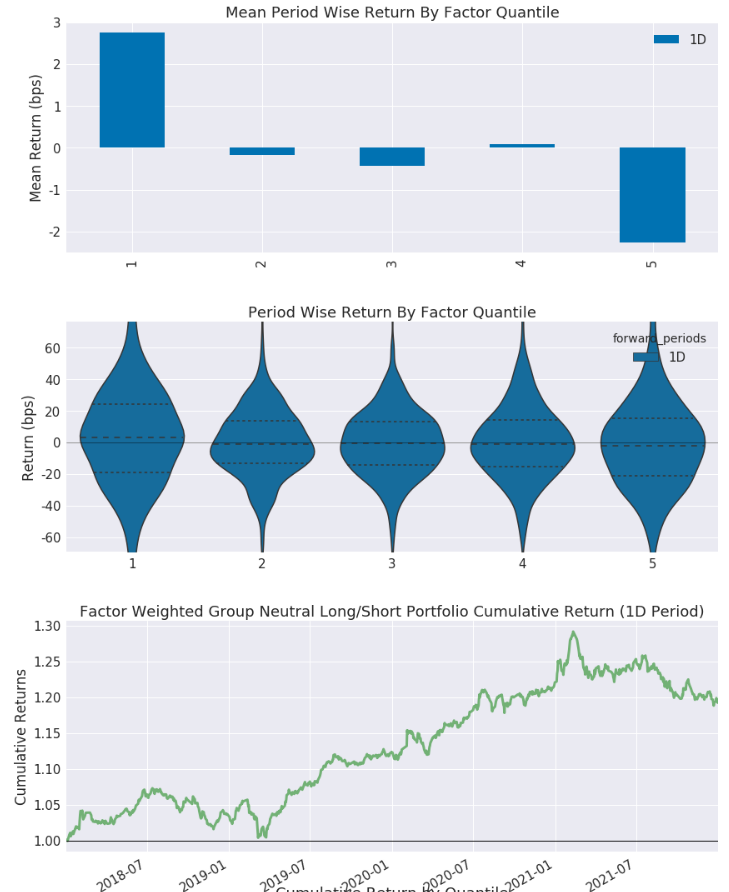 Mean Period Wise Return By Factor Quantile
3
2
1
0
-1
-2
Mean Return (bps)
1D
1 2 3 4 5
Period Wise Return By Factor Quantile
60
40
20
0
-20
-40
-60
Return (bps)
forward_periods
1D
1 2 3 4 5
Factor Weighted Group Neutral Long/Short Portfolio Cumulative Return (1D Period)
1.30
1.25
1.20
1.15
1.10
1.05
1.00
Cumulative Returns
2018-07 2019-01 2019-07 2020-01 2020-07 2021-01 2021-07
Cumulative Return by Quantile